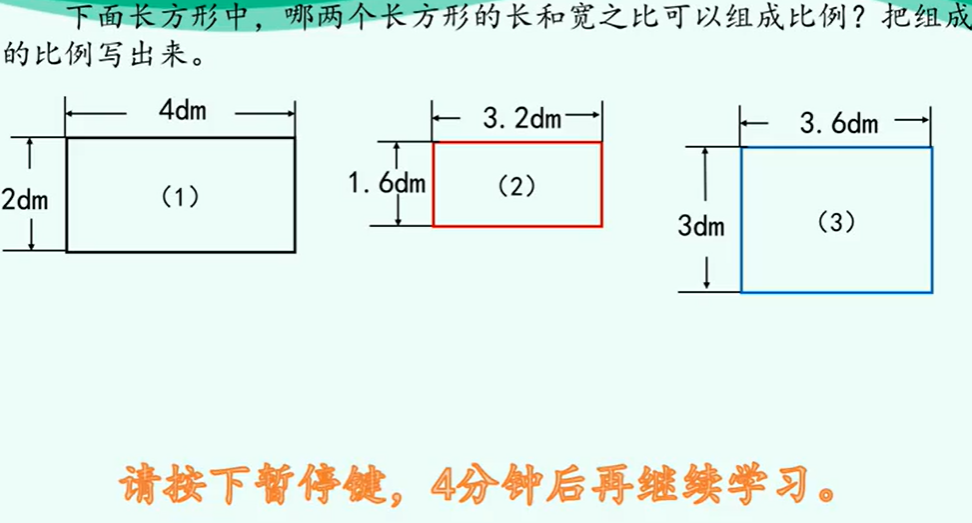 下面长方形中，哪两个长方形的长和宽之比可以组成比例？把组成
的比例写出来。
4dm
3.2dm
3.6dm
2dm
（1）
1.6dm
（2）
3dm
（3）
请按下暂停键，4分钟后再继续学习。